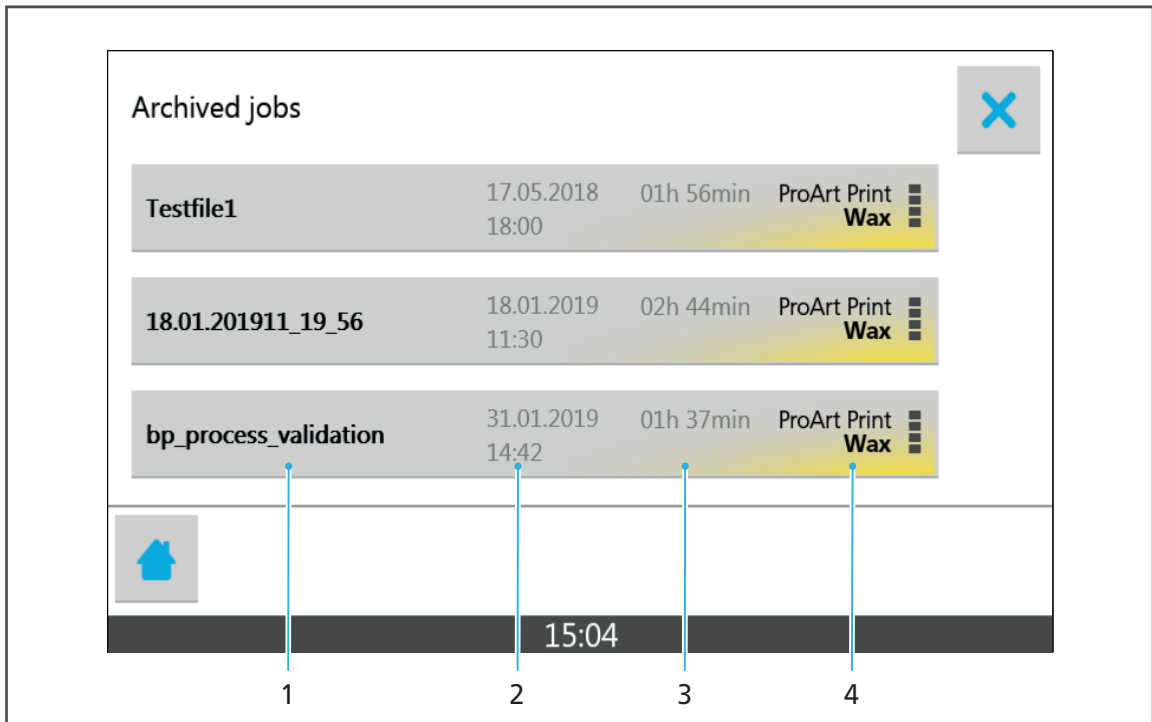 Archived jobs
Testfile1 17.05.2018 01h 56min ProArt Print
18:00 Wax
18.01.201911_19_56 18.01.2019 02h 44min ProArt Print
11:30 Wax
bp_process_validation 31.01.2019 01h 37min ProArt Print
14:42 Wax
15:04
1 2 3 4